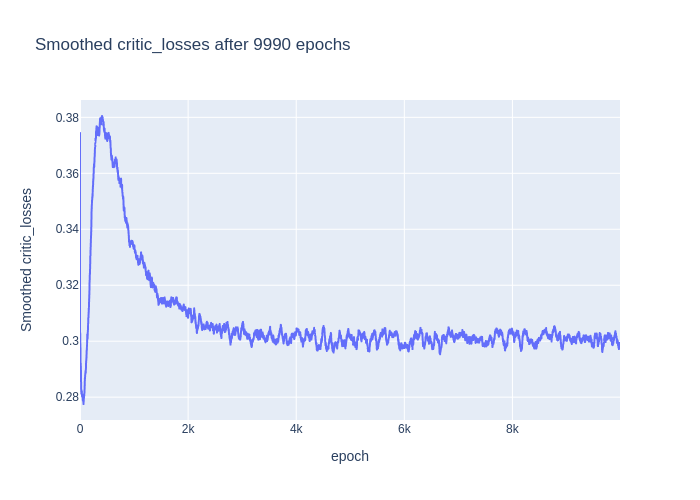 Smoothed critic_losses after 9990 epochs
Smoothed critic_losses
0.38
0.36
0.34
0.32
0.3
0.28
0
2k
4k
6k
8k
epoch